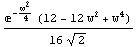 e^(-w²/4) (12 - 12 w² + w⁴)
16 √2